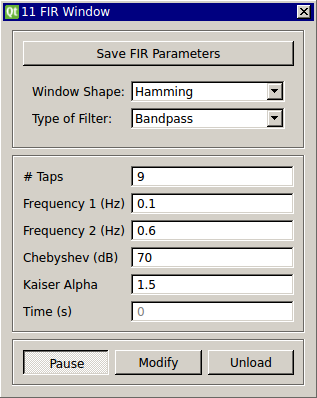 Qt 11 FIR Window
Save FIR Parameters
Window Shape: Hamming
Type of Filter: Bandpass
# Taps 9
Frequency 1 (Hz) 0.1
Frequency 2 (Hz) 0.6
Chebyshev (dB) 70
Kaiser Alpha 1.5
Time (s) 0
Pause Modify Unload